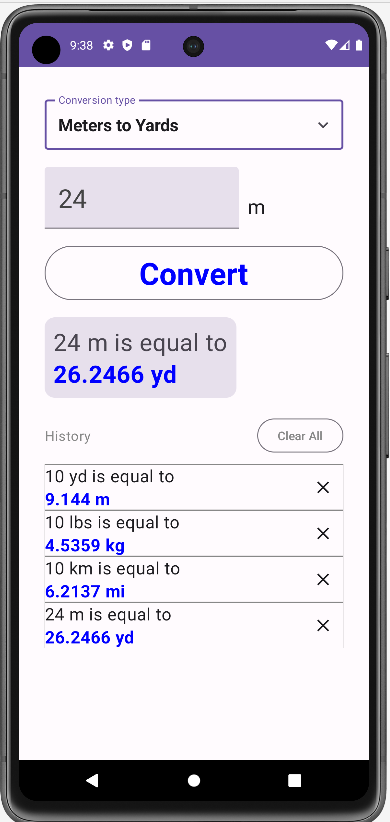 9:38
Conversion type
Meters to Yards
24
m
Convert
24 m is equal to
26.2466 yd
History
Clear All
10 yd is equal to
9.144 m
10 lbs is equal to
4.5359 kg
10 km is equal to
6.2137 mi
24 m is equal to
26.2466 yd